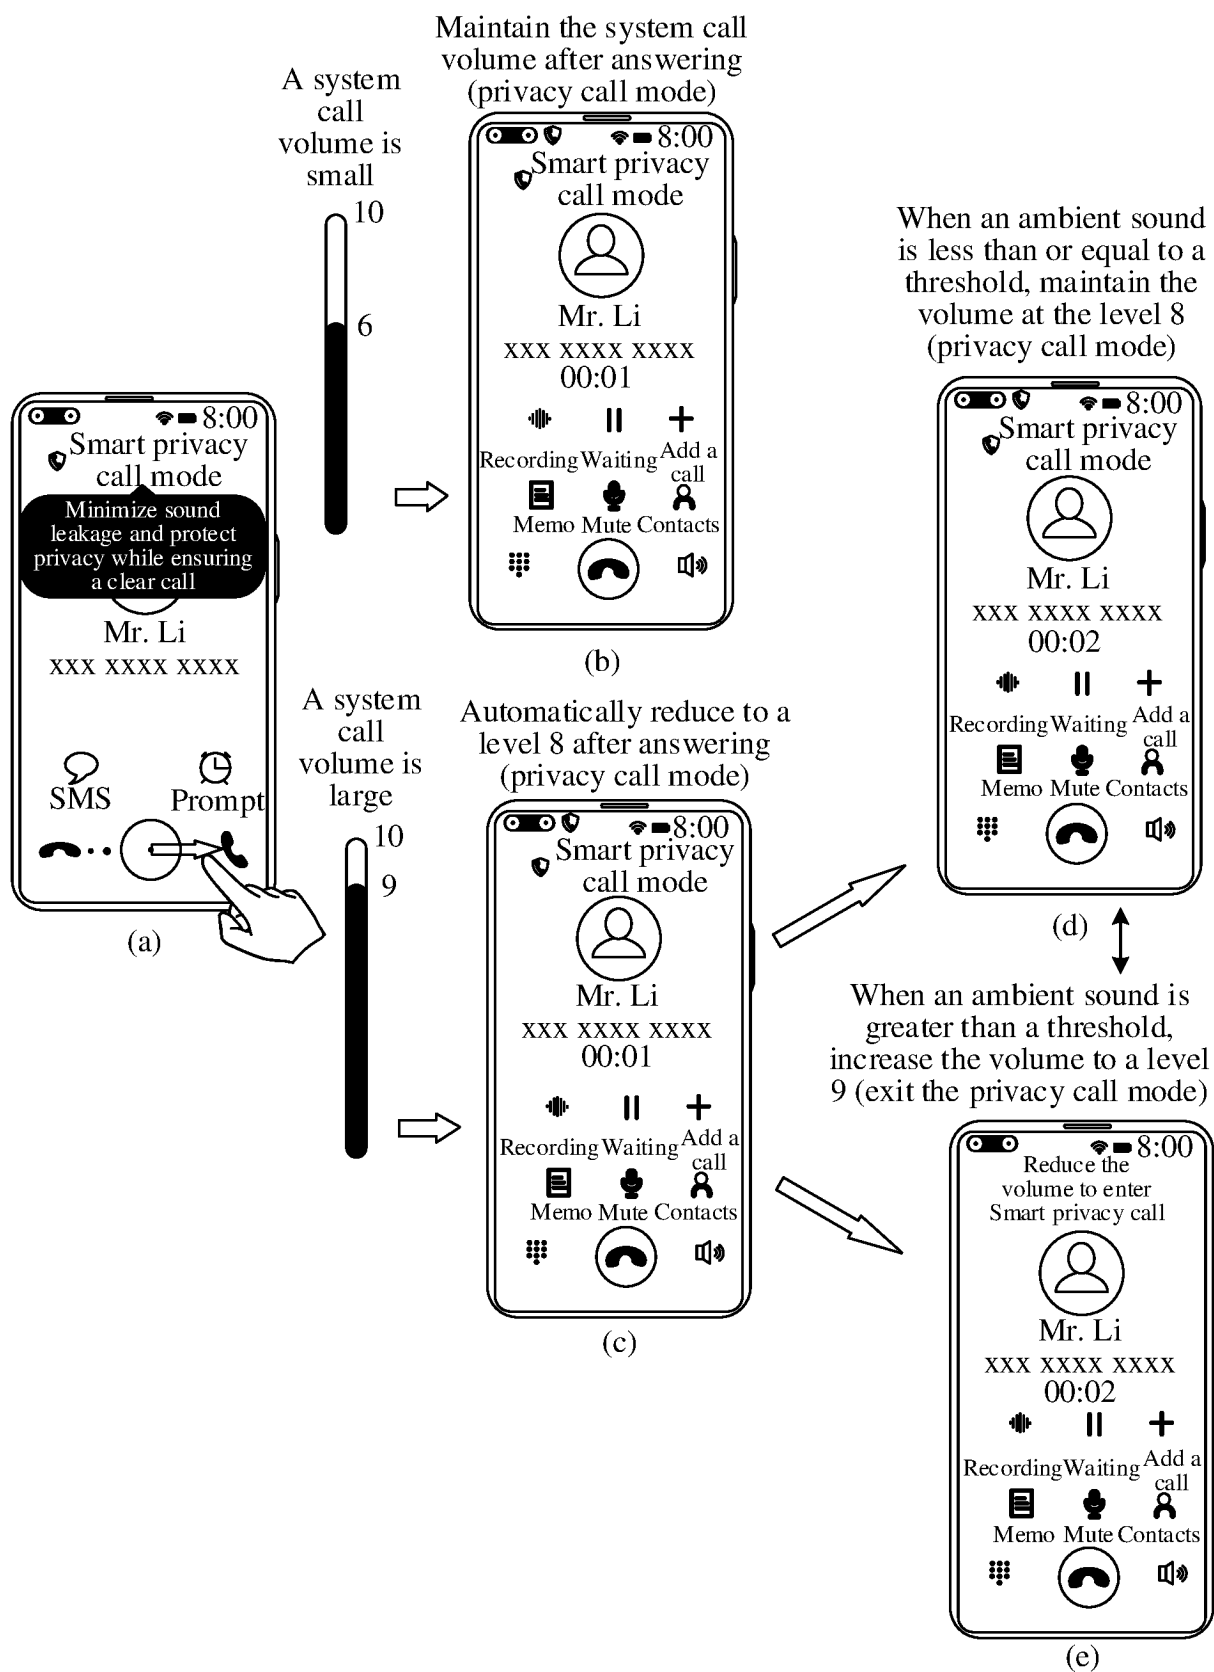 Maintain the system call
volume after answering
(privacy call mode)
A system
call
volume is
small
10
6
8:00
Smart privacy
call mode
Mr. Li
xxx xxxx xxxx
00:01
Recording Waiting Add a
call
Memo Mute Contacts
(b)
8:00
Smart privacy
call mode
Minimize sound
leakage and protect
privacy while ensuring
a clear call
Mr. Li
xxx xxxx xxxx
SMS Prompt
(a)
A system
call
volume is
large
10
9
Automatically reduce to a
level 8 after answering
(privacy call mode)
8:00
Smart privacy
call mode
Mr. Li
xxx xxxx xxxx
00:01
Recording Waiting Add a
call
Memo Mute Contacts
(c)
When an ambient sound
is less than or equal to a
threshold, maintain the
volume at the level 8
(privacy call mode)
8:00
Smart privacy
call mode
Mr. Li
xxx xxxx xxxx
00:02
Recording Waiting Add a
call
Memo Mute Contacts
(d)
When an ambient sound is
greater than a threshold,
increase the volume to a level
9 (exit the privacy call mode)
8:00
Reduce the
volume to enter
Smart privacy call
Mr. Li
xxx xxxx xxxx
00:02
Recording Waiting Add a
call
Memo Mute Contacts
(e)